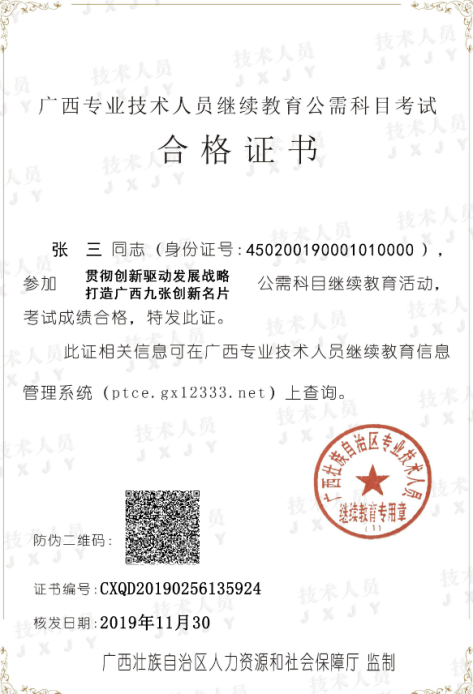 广西专业技术人员继续教育公需科目考试
合格证书
张 三 同志（身份证号:450200190001010000），
参加 贯彻创新驱动发展战略 公需科目继续教育活动，
打造广西九张创新名片
考试成绩合格，特发此证。
此证相关信息可在广西专业技术人员继续教育信息
管理系统（ptce.gx12333.net）上查询。
广西壮族自治区专业技术人员
继续教育专用章
(1)
防伪二维码：
证书编号:CXQD20190256135924
核发日期:2019年11月30
广西壮族自治区人力资源和社会保障厅 监制
技术人员
JXJY